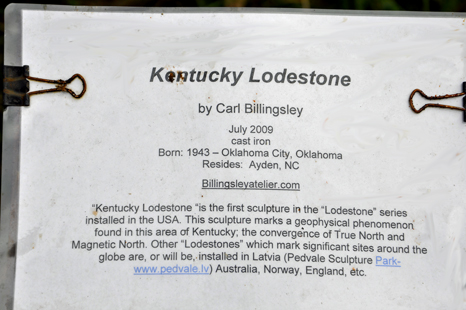 Kentucky Lodestone
by Carl Billingsley
July 2009
cast iron
Born: 1943 – Oklahoma City, Oklahoma
Resides: Ayden, NC
Billingsleyatelier.com
"Kentucky Lodestone "is the first sculpture in the "Lodestone" series
installed in the USA. This sculpture marks a geophysical phenomenon
found in this area of Kentucky; the convergence of True North and
Magnetic North. Other "Lodestones" which mark significant sites around the
globe are, or will be, installed in Latvia (Pedvale Sculpture Park-
www.pedvale.lv) Australia, Norway, England, etc.